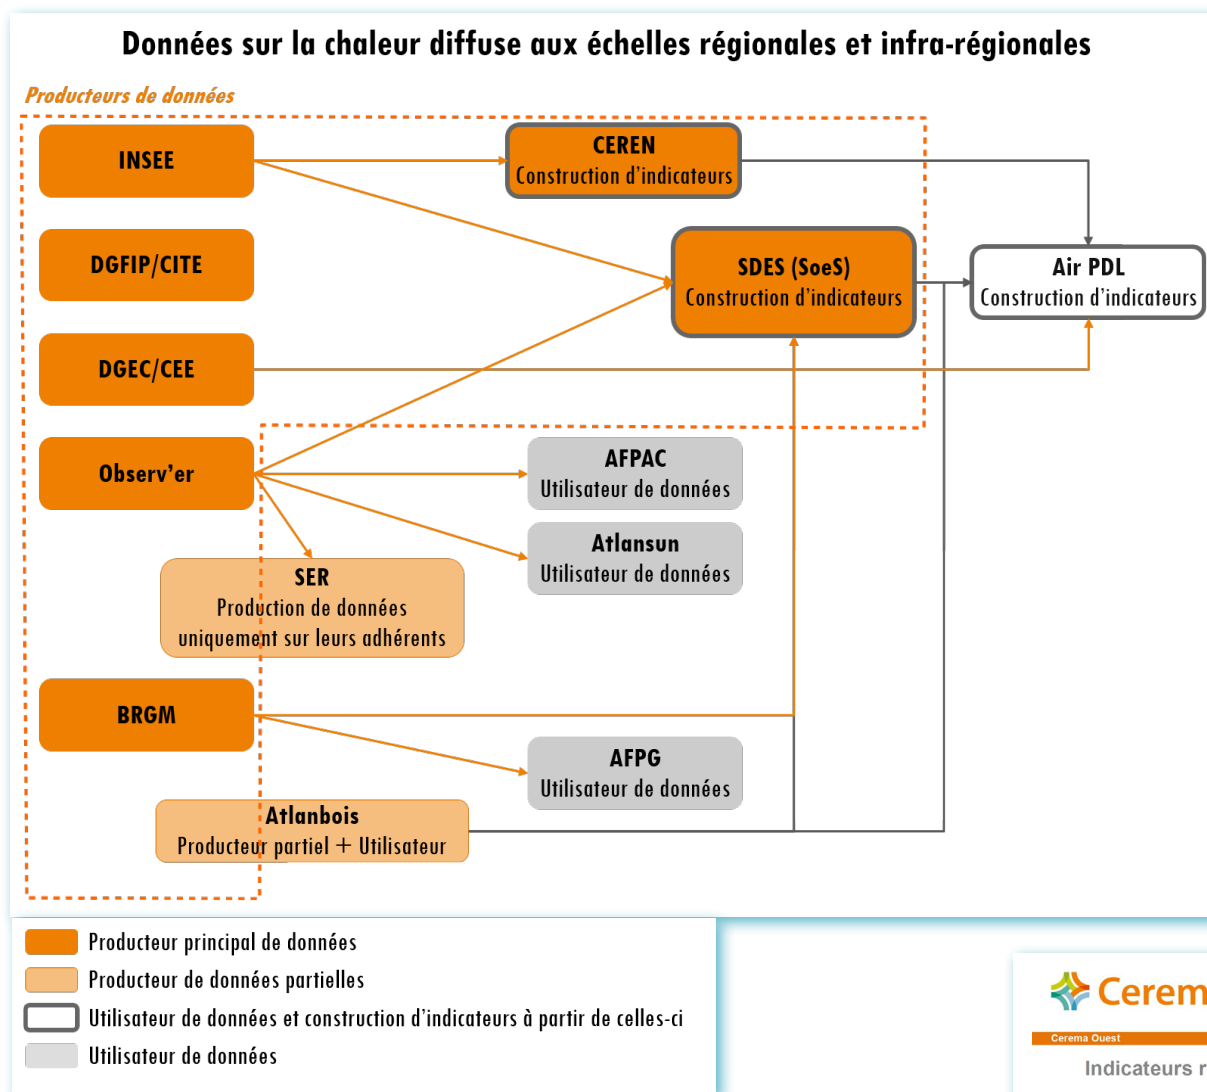 Données sur la chaleur diffuse aux échelles régionales et infra-régionales
Producteurs de données
INSEE
CEREN
Construction d'indicateurs
DGFIP/CITE
SDES (SoeS)
Construction d'indicateurs
Air PDL
Construction d'indicateurs
DGEC/CEE
Observ'er
AFPAC
Utilisateur de données
Atlansun
Utilisateur de données
SER
Production de données
uniquement sur leurs adhérents
BRGM
AFPG
Utilisateur de données
Atlanbois
Producteur partiel + Utilisateur
Producteur principal de données
Producteur de données partielles
Utilisateur de données et construction d'indicateurs à partir de celles-ci
Utilisateur de données
Cerem
Cerema Ouest
Indicateurs r